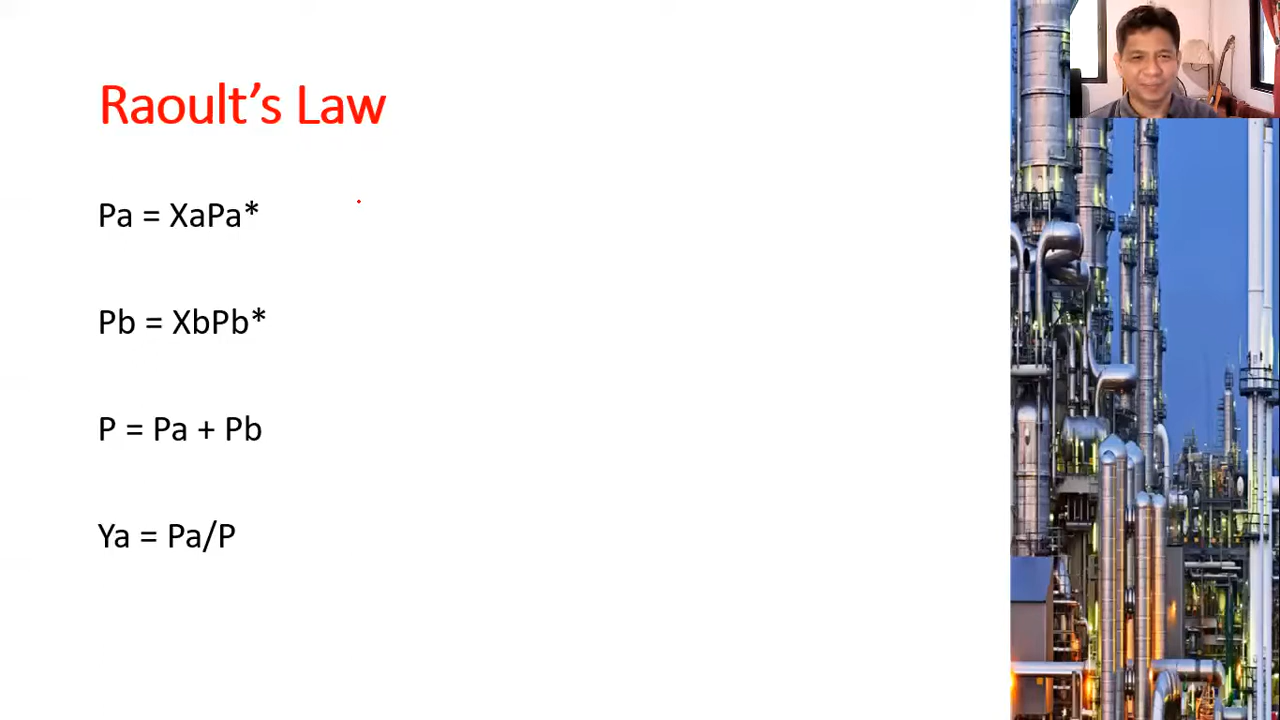 Raoult’s Law
Pa = XaPa*
Pb = XbPb*
P = Pa + Pb
Ya = Pa/P